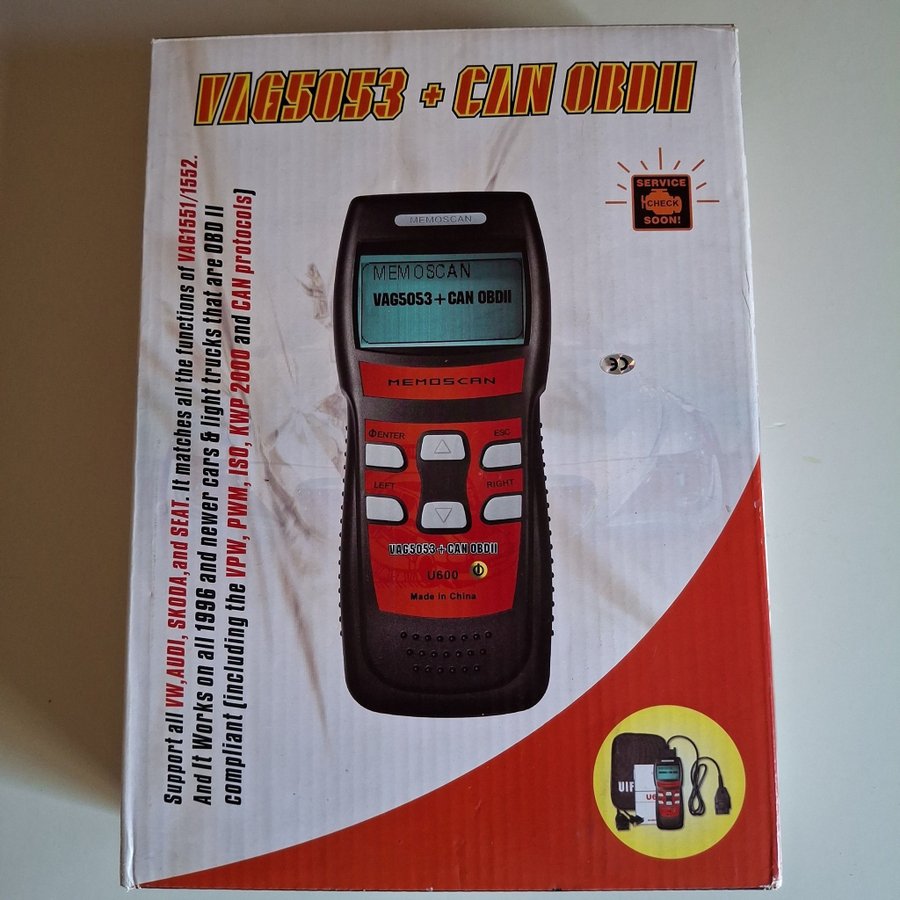 VAG5053 + CAN OBDII
Support all VW,AUDI, SKODA,and SEAT. It matches all the functions of VAG1551/1552.
And It Works on all 1996 and newer cars & light trucks that are OBD II
compliant (including the VPW, PWM, ISO, KWP 2000 and CAN protocols)
SERVICE
CHECK
SOON!
MEMOSCAN
MEMOSCAN
VAG5053+CAN OBDII
MEMOSCAN
ENTER
ESC
LEFT
RIGHT
VAG5053+CAN OBDII
U600
Made in China